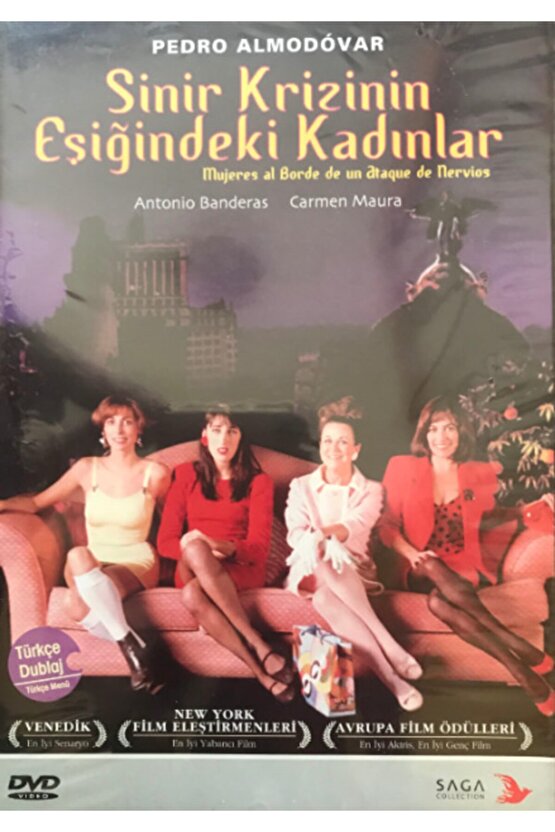 PEDRO ALMODÓVAR
Sinir Krizinin
Eşiğindeki Kadınlar
Mujeres al Borde de un Ataque de Nervios
Antonio Banderas Carmen Maura
Türkçe
Dublaj
Türkçe Menü
VENEDİK
En İyi Senaryo
NEW YORK
FİLM ELEŞTİRMENLERİ
En İyi Yabancı Film
AVRUPA FİLM ÖDÜLLERİ
En İyi Aktris, En İyi Genç Film
DVD
VIDEO
SAGA
COLLECTION